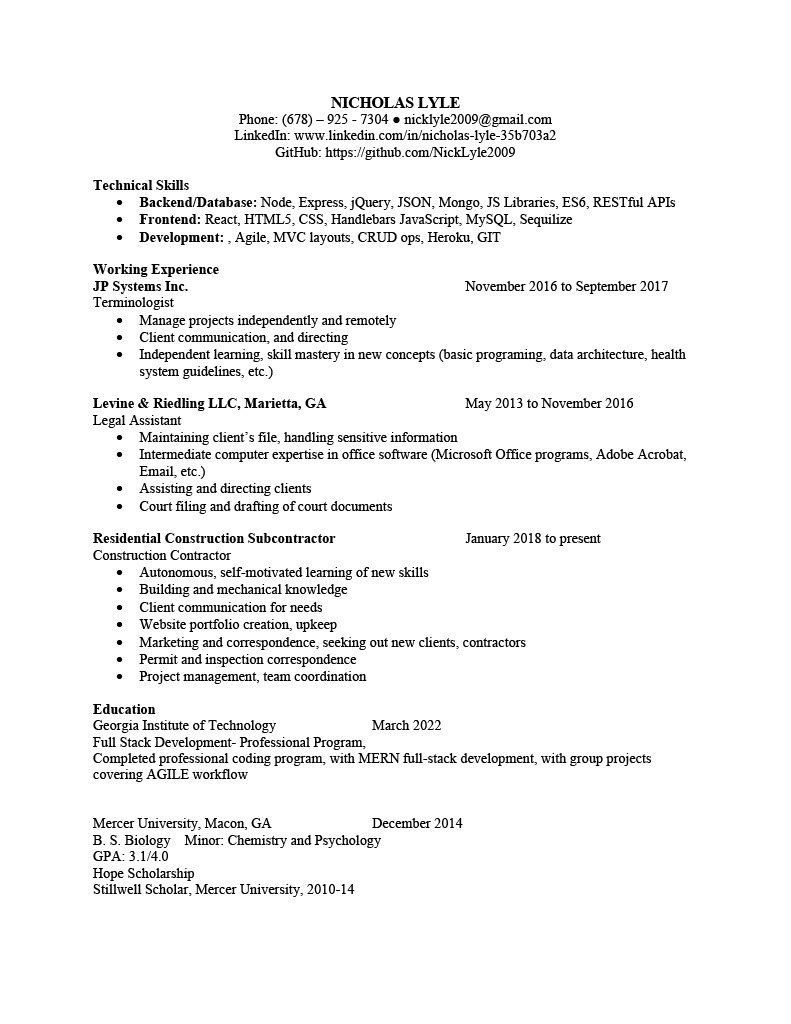 NICHOLAS LYLE
Phone: (678) – 925 - 7304 ● nicklyle2009@gmail.com
LinkedIn: www.linkedin.com/in/nicholas-lyle-35b703a2
GitHub: https://github.com/NickLyle2009
Technical Skills
• Backend/Database: Node, Express, jQuery, JSON, Mongo, JS Libraries, ES6, RESTful APIs
• Frontend: React, HTML5, CSS, Handlebars JavaScript, MySQL, Sequilize
• Development: , Agile, MVC layouts, CRUD ops, Heroku, GIT
Working Experience
JP Systems Inc. November 2016 to September 2017
Terminologist
• Manage projects independently and remotely
• Client communication, and directing
• Independent learning, skill mastery in new concepts (basic programing, data architecture, health
system guidelines, etc.)
Levine & Riedling LLC, Marietta, GA May 2013 to November 2016
Legal Assistant
• Maintaining client’s file, handling sensitive information
• Intermediate computer expertise in office software (Microsoft Office programs, Adobe Acrobat,
Email, etc.)
• Assisting and directing clients
• Court filing and drafting of court documents
Residential Construction Subcontractor January 2018 to present
Construction Contractor
• Autonomous, self-motivated learning of new skills
• Building and mechanical knowledge
• Client communication for needs
• Website portfolio creation, upkeep
• Marketing and correspondence, seeking out new clients, contractors
• Permit and inspection correspondence
• Project management, team coordination
Education
Georgia Institute of Technology March 2022
Full Stack Development- Professional Program,
Completed professional coding program, with MERN full-stack development, with group projects
covering AGILE workflow
Mercer University, Macon, GA December 2014
B. S. Biology Minor: Chemistry and Psychology
GPA: 3.1/4.0
Hope Scholarship
Stillwell Scholar, Mercer University, 2010-14